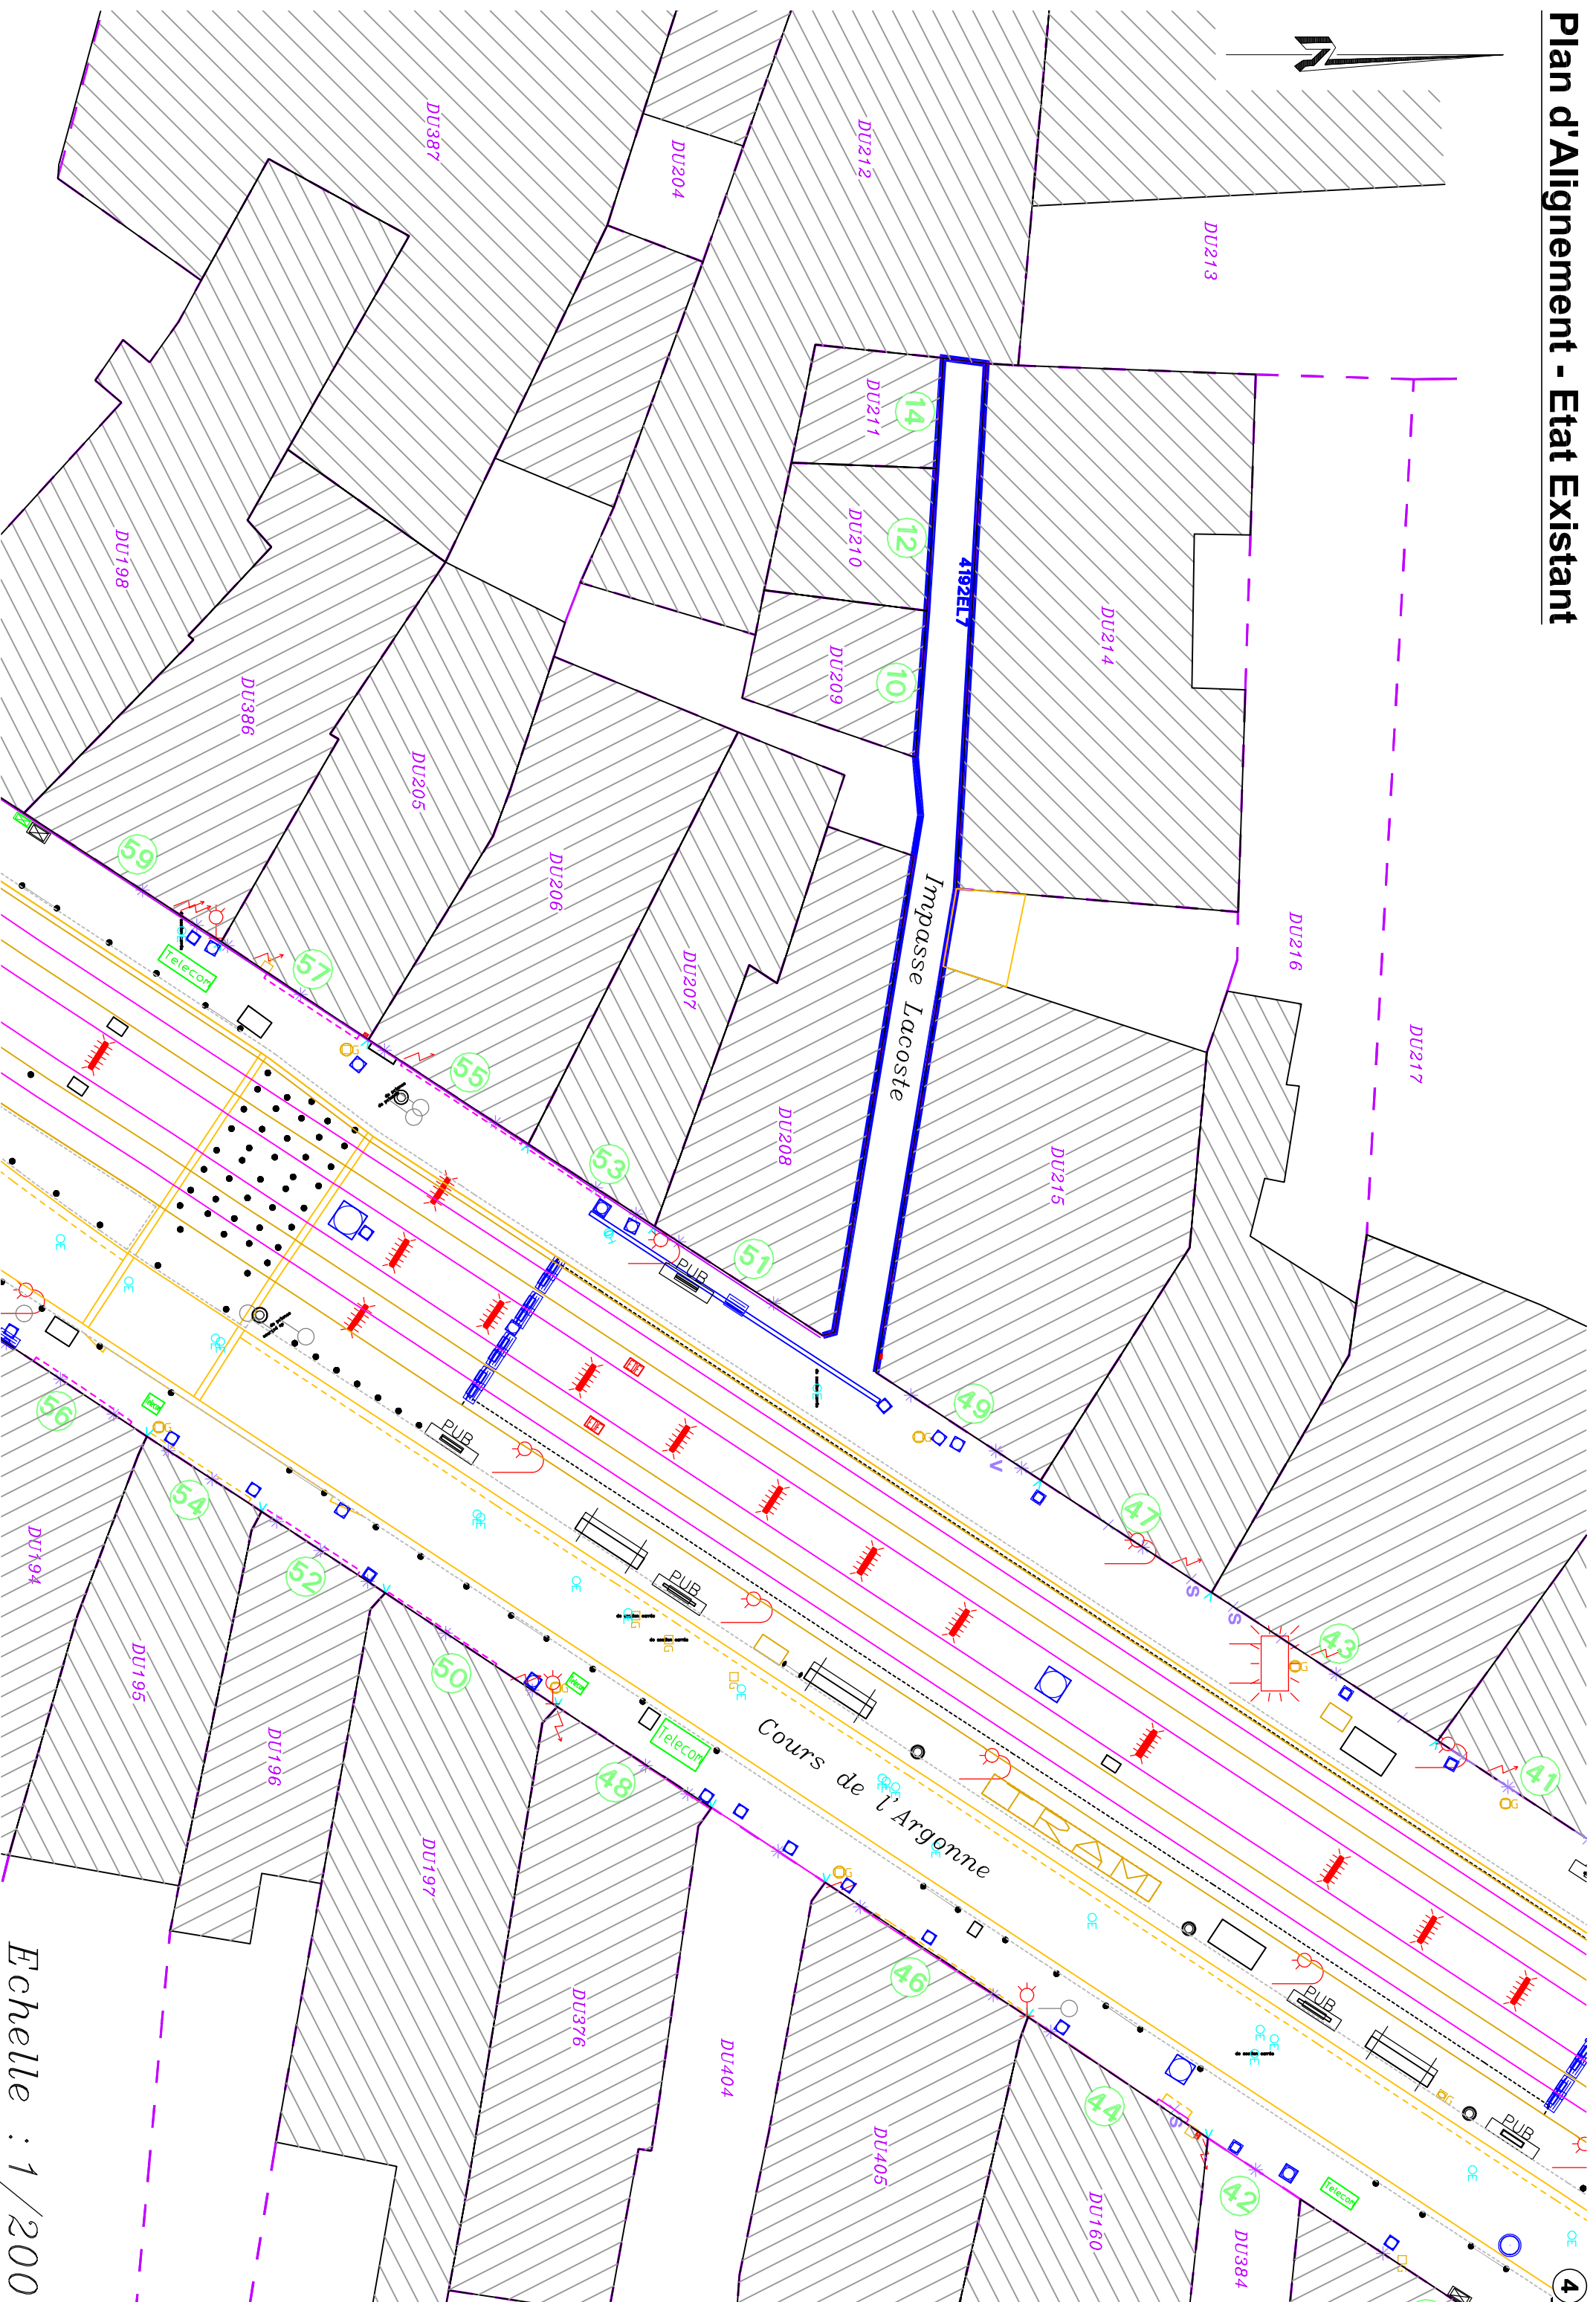 Plan d'Alignement - Etat Existant
DU387
DU204
DU212
DU213
DU211
14
DU210
12
DU209
10
4192EL7
DU214
DU198
DU386
DU205
DU206
DU207
DU208
Impasse Lacoste
DU215
DU216
DU217
59
57
55
53
51
49
47
43
41
Telecom
PUB
PUB
PUB
PUB
PUB
V
S
S
TRAM
Cours de l'Argonne
56
54
52
50
48
46
44
42
Telecom
Telecom
S
DU194
DU195
DU196
DU197
DU376
DU404
DU405
DU160
DU384
4
Echelle : 1/200